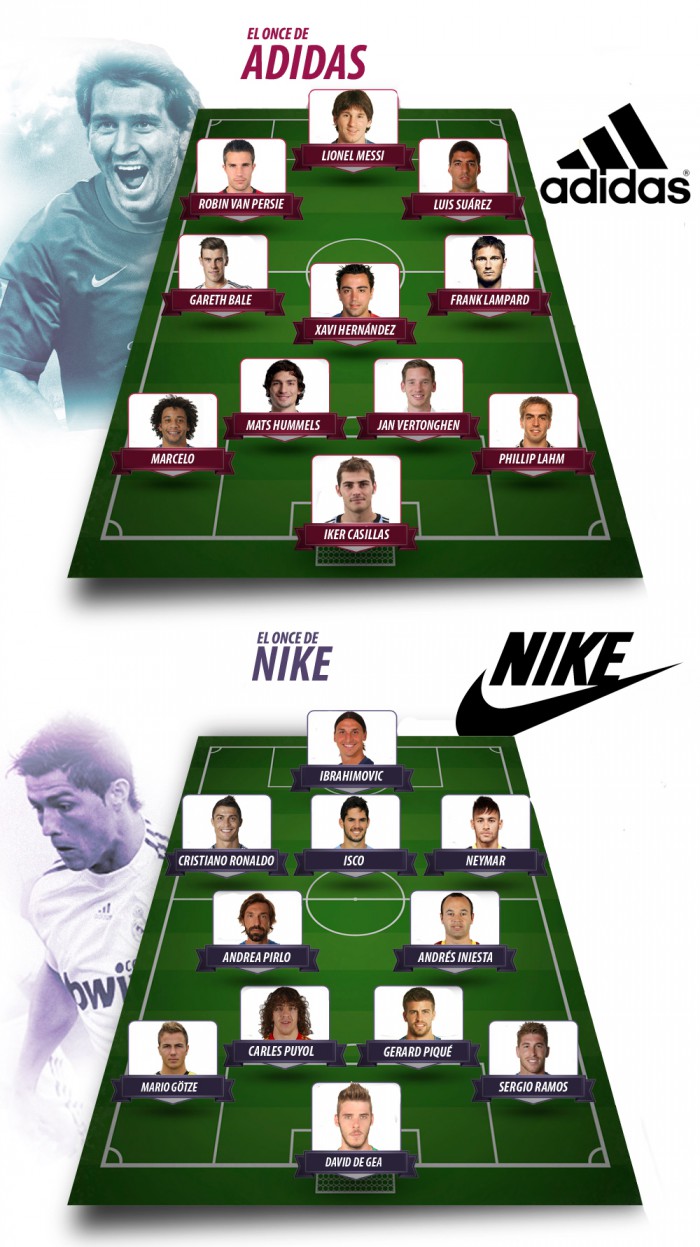 EL ONCE DE
ADIDAS
adidas®
LIONEL MESSI
ROBIN VAN PERSIE
LUIS SUÁREZ
GARETH BALE
FRANK LAMPARD
XAVI HERNÁNDEZ
MATS HUMMELS
JAN VERTONGHEN
MARCELO
PHILLIP LAHM
IKER CASILLAS
EL ONCE DE
NIKE
NIKE
IBRAHIMOVIC
CRISTIANO RONALDO
ISCO
NEYMAR
ANDREA PIRLO
ANDRÉS INIESTA
CARLES PUYOL
GERARD PIQUÉ
MARIO GÖTZE
SERGIO RAMOS
DAVID DE GEA